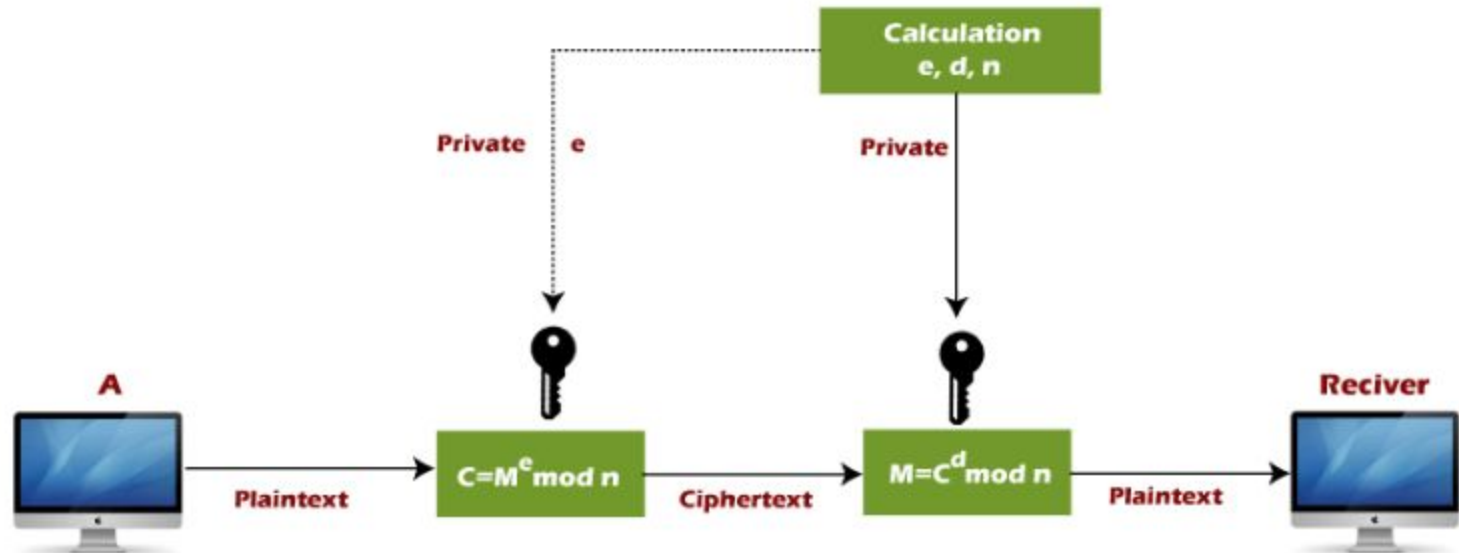 Calculation
e, d, n
Private e
Private
A
Reciver
C=M^e mod n
M=C^d mod n
Plaintext
Ciphertext
Plaintext